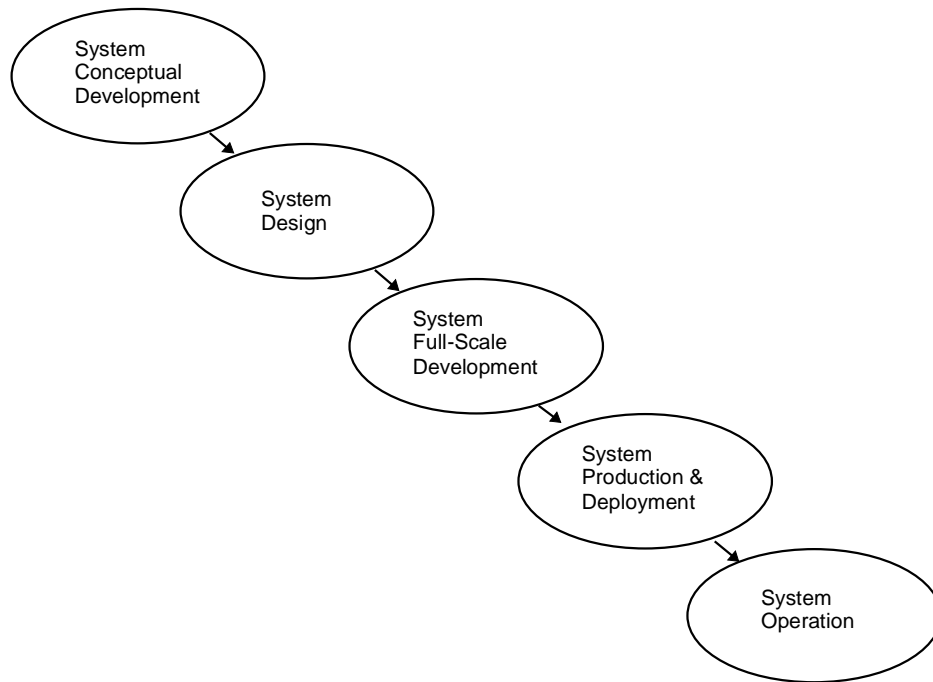 System
Conceptual
Development
System
Design
System
Full-Scale
Development
System
Production &
Deployment
System
Operation